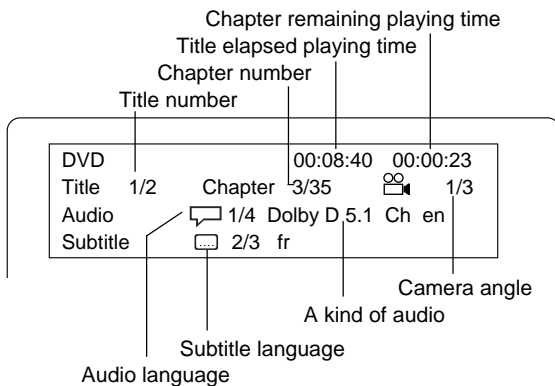 Chapter remaining playing time
Title elapsed playing time
Chapter number
Title number
DVD 00:08:40 00:00:23
Title 1/2 Chapter 3/35 1/3
Audio 1/4 Dolby D 5.1 Ch en
Subtitle 2/3 fr
Camera angle
A kind of audio
Subtitle language
Audio language